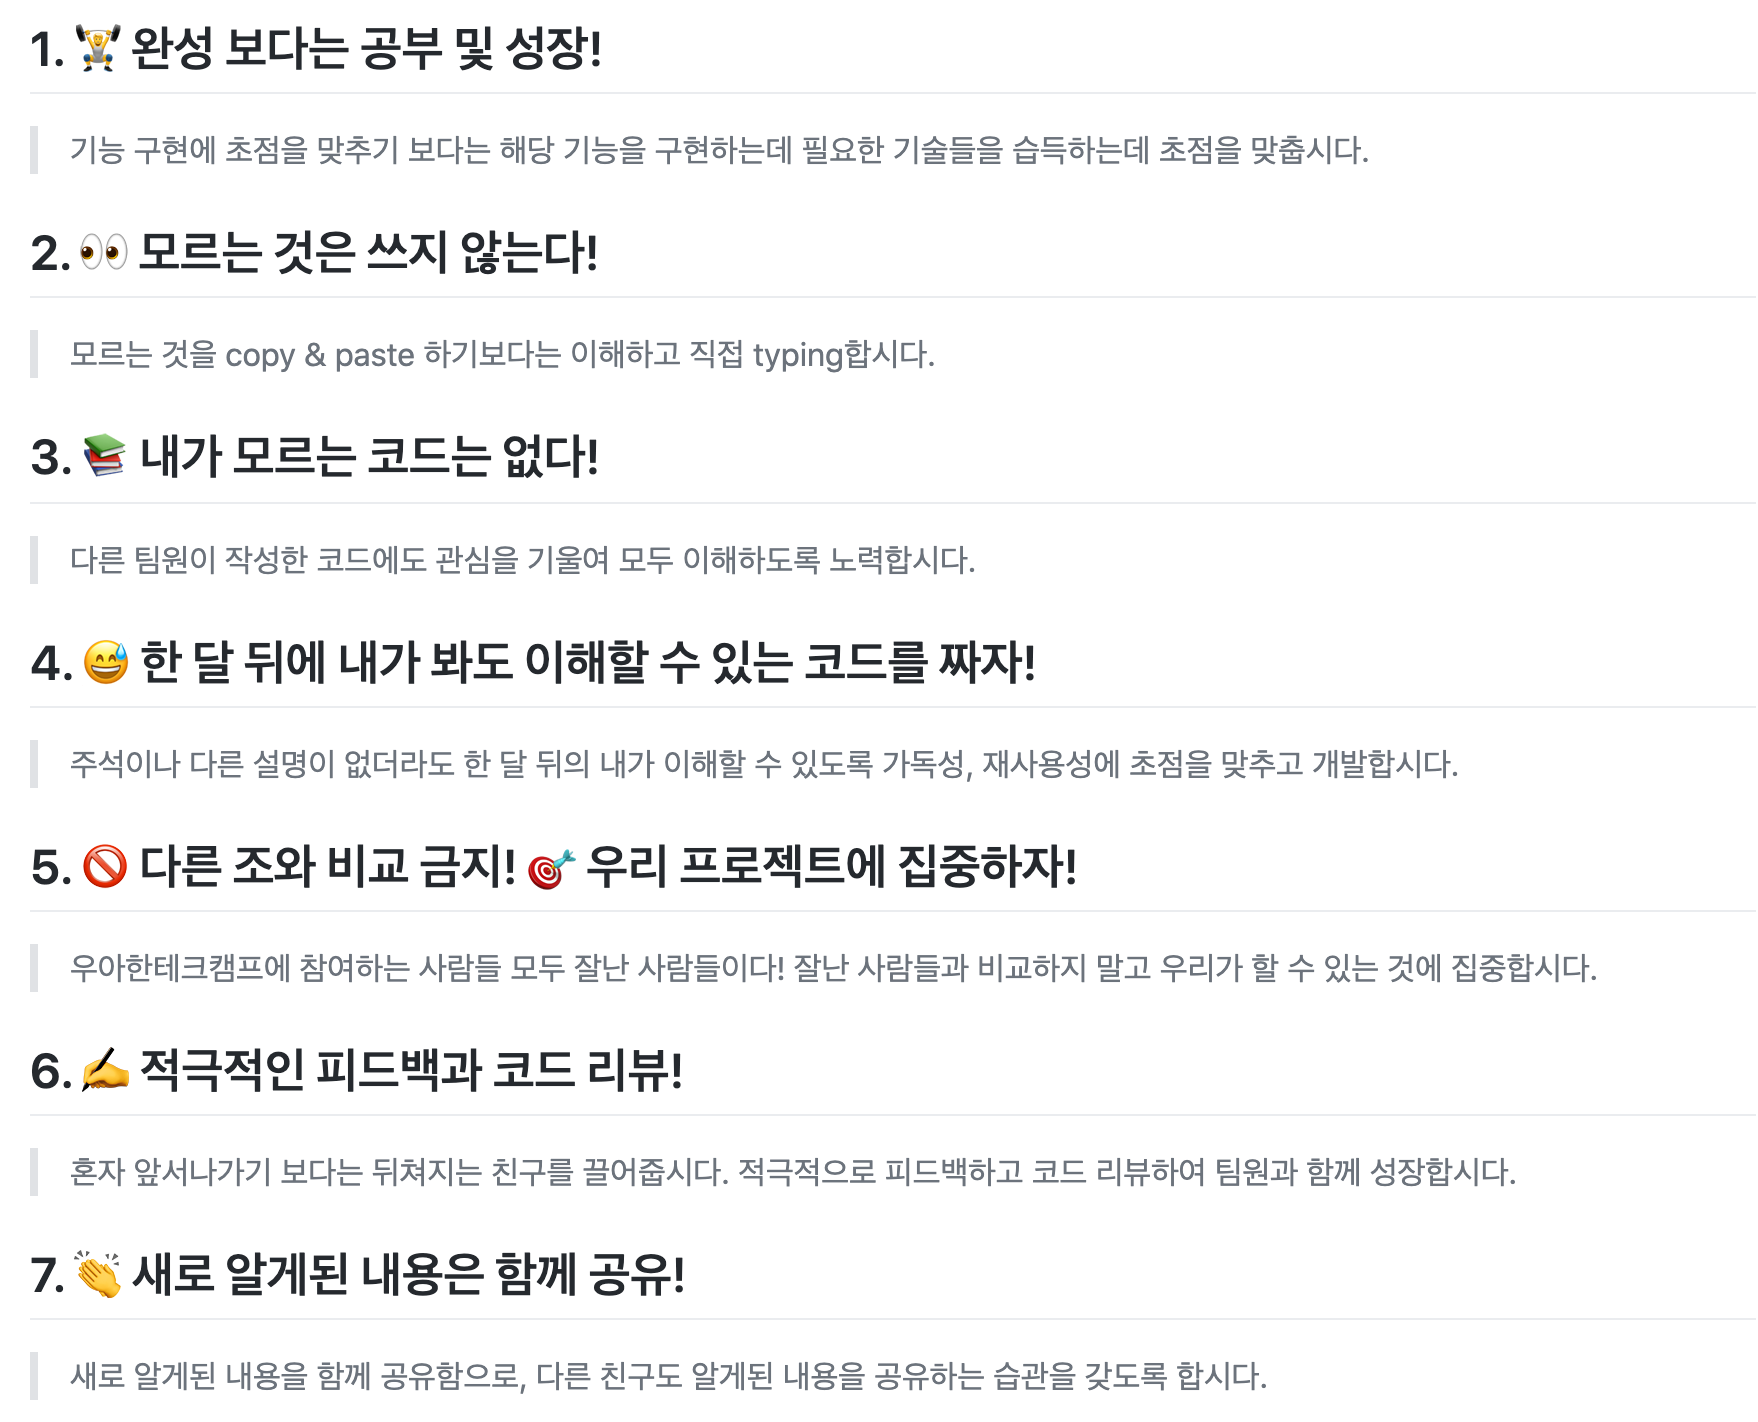 1. 🏋️ 완성 보다는 공부 및 성장!
기능 구현에 초점을 맞추기 보다는 해당 기능을 구현하는데 필요한 기술들을 습득하는데 초점을 맞춥시다.
2. 👀 모르는 것은 쓰지 않는다!
모르는 것을 copy & paste 하기보다는 이해하고 직접 typing합시다.
3. 📚 내가 모르는 코드는 없다!
다른 팀원이 작성한 코드에도 관심을 기울여 모두 이해하도록 노력합시다.
4. 😅 한 달 뒤에 내가 봐도 이해할 수 있는 코드를 짜자!
주석이나 다른 설명이 없더라도 한 달 뒤의 내가 이해할 수 있도록 가독성, 재사용성에 초점을 맞추고 개발합시다.
5. 🚫 다른 조와 비교 금지! 🎯 우리 프로젝트에 집중하자!
우아한테크캠프에 참여하는 사람들 모두 잘난 사람들이다! 잘난 사람들과 비교하지 말고 우리가 할 수 있는 것에 집중합시다.
6. ✍️ 적극적인 피드백과 코드 리뷰!
혼자 앞서나가기 보다는 뒤쳐지는 친구를 끌어줍시다. 적극적으로 피드백하고 코드 리뷰하여 팀원과 함께 성장합시다.
7. 👏 새로 알게된 내용은 함께 공유!
새로 알게된 내용을 함께 공유함으로, 다른 친구도 알게된 내용을 공유하는 습관을 갖도록 합시다.